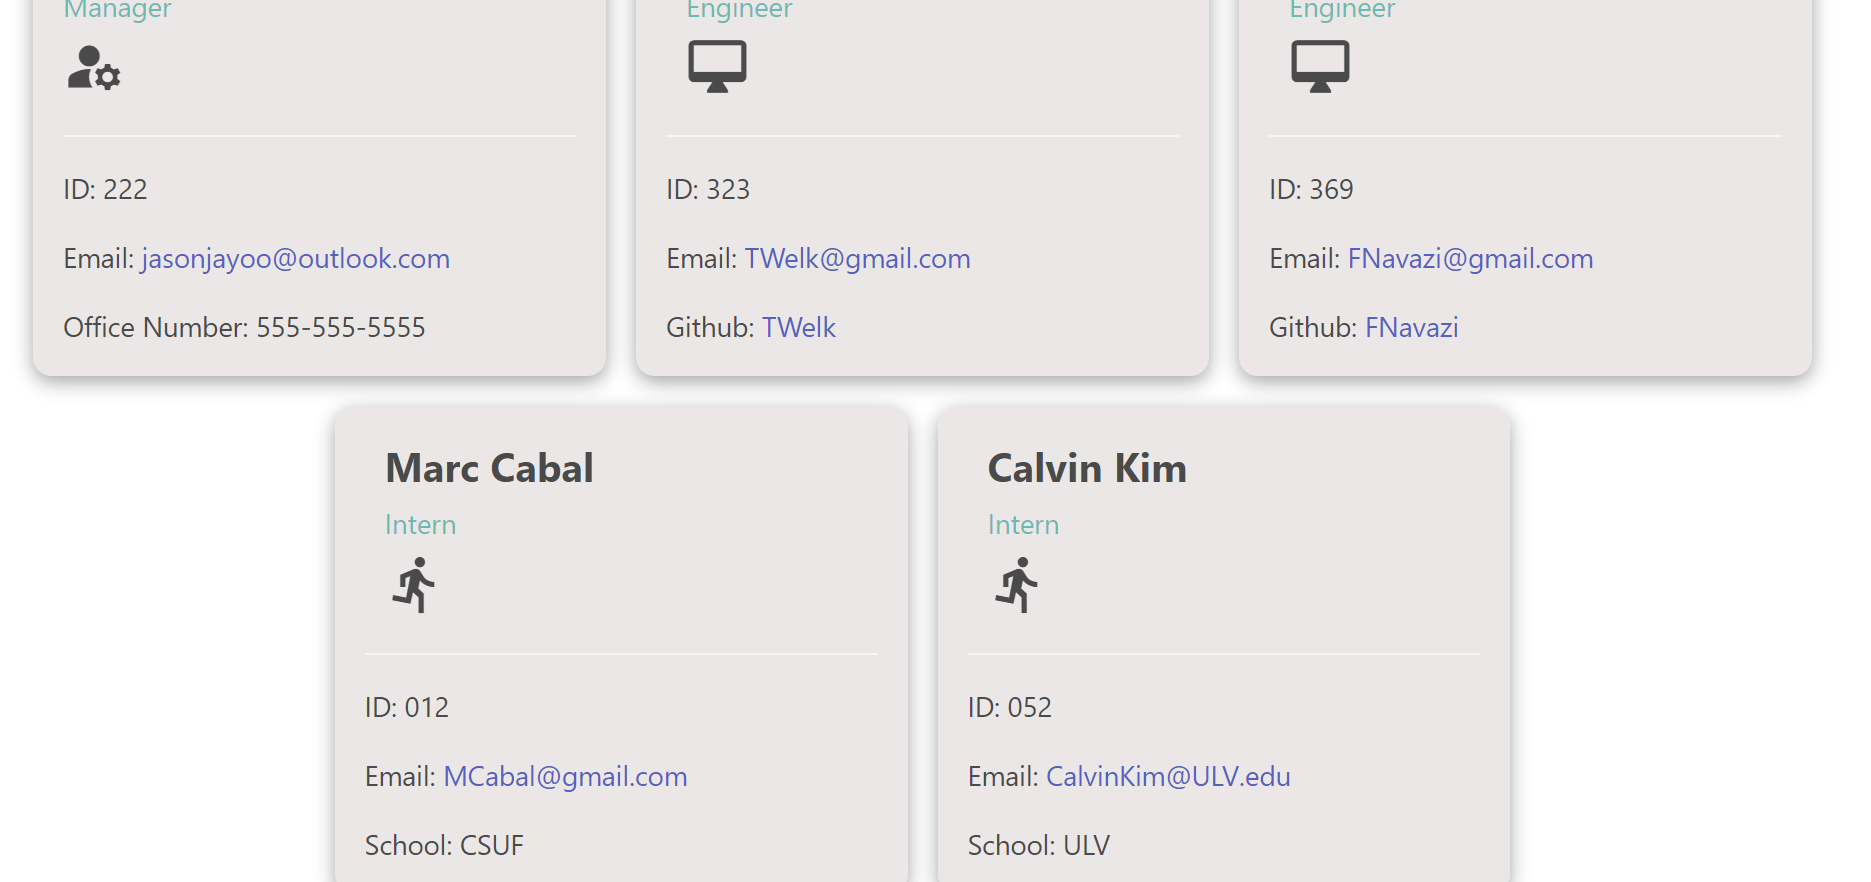 Manager
ID: 222
Email: jasonjayoo@outlook.com
Office Number: 555-555-5555
Engineer
ID: 323
Email: TWelk@gmail.com
Github: TWelk
Engineer
ID: 369
Email: FNavazi@gmail.com
Github: FNavazi
Marc Cabal
Intern
ID: 012
Email: MCabal@gmail.com
School: CSUF
Calvin Kim
Intern
ID: 052
Email: CalvinKim@ULV.edu
School: ULV